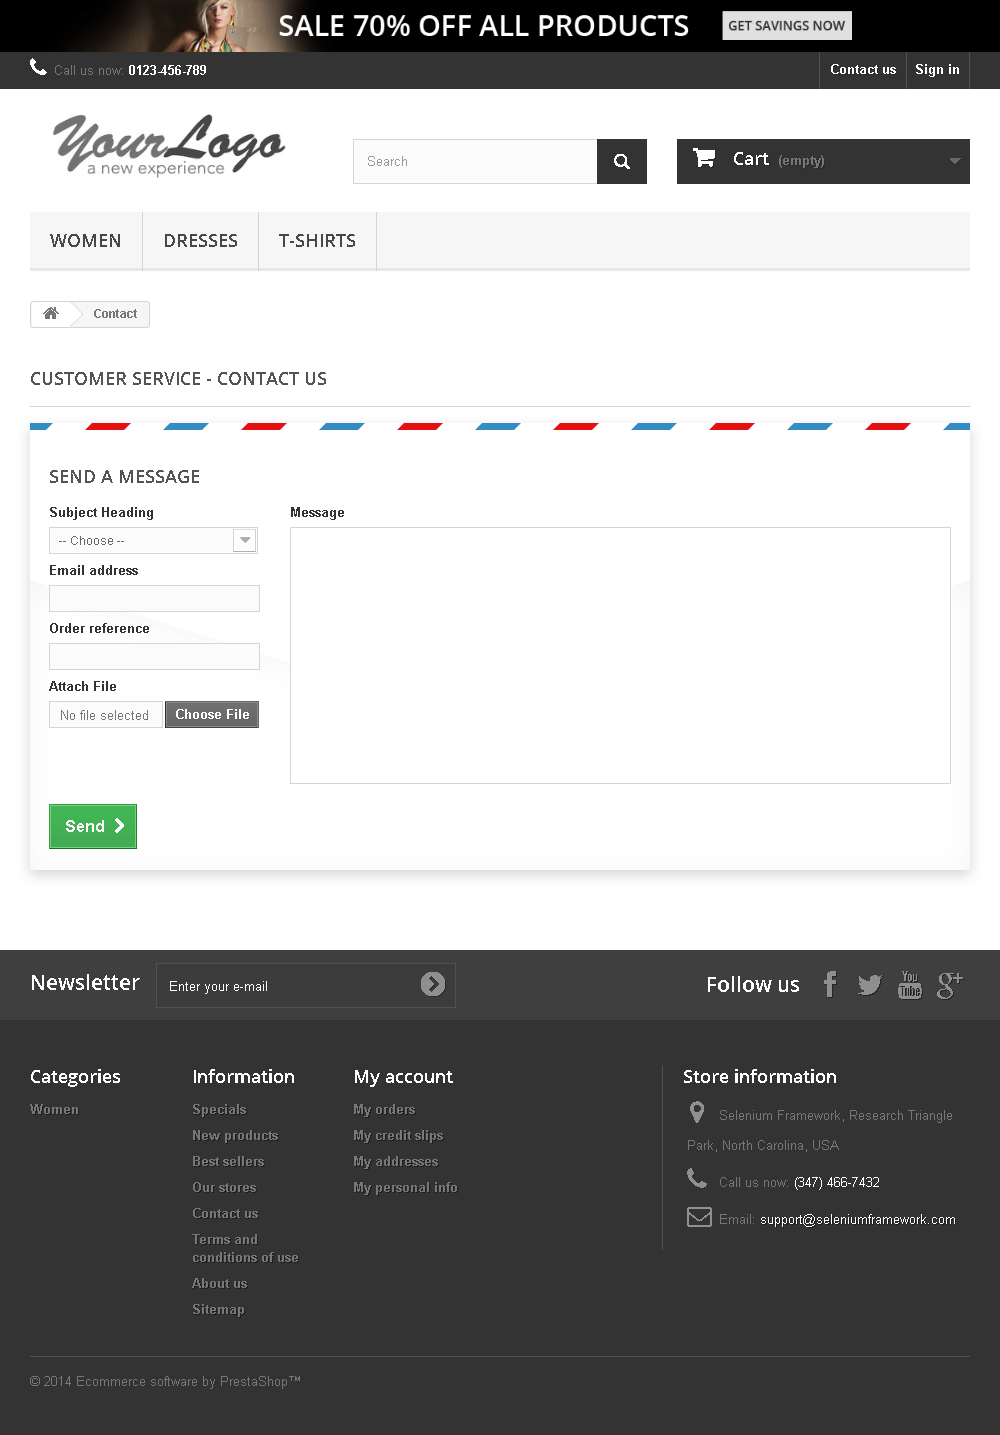 SALE 70% OFF ALL PRODUCTS GET SAVINGS NOW
Call us now: 0123-456-789 Contact us Sign in
YourLogo
a new experience
Search
Cart (empty)
WOMEN DRESSES T-SHIRTS
Contact
CUSTOMER SERVICE - CONTACT US
SEND A MESSAGE
Subject Heading
-- Choose --
Email address
Order reference
Attach File
No file selected Choose File
Message
Send
Newsletter Enter your e-mail Follow us
Categories
Women
Information
Specials
New products
Best sellers
Our stores
Contact us
Terms and
conditions of use
About us
Sitemap
My account
My orders
My credit slips
My addresses
My personal info
Store information
Selenium Framework, Research Triangle
Park, North Carolina, USA
Call us now: (347) 466-7432
Email: support@seleniumframework.com
© 2014 Ecommerce software by PrestaShop™